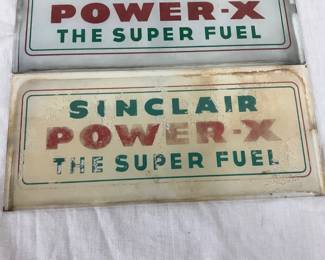 POWER-X
THE SUPER FUEL
SINCLAIR
POWER-X
THE SUPER FUEL